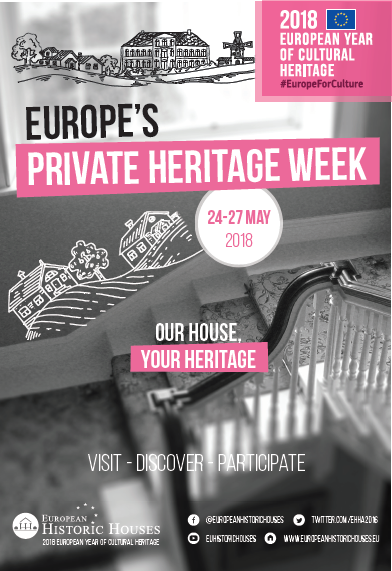 2018
EUROPEAN YEAR
OF CULTURAL
HERITAGE
#EuropeForCulture
EUROPE'S
PRIVATE HERITAGE WEEK
24-27 MAY
2018
OUR HOUSE,
YOUR HERITAGE
VISIT - DISCOVER - PARTICIPATE
EUROPEAN
HISTORIC HOUSES
2018 EUROPEAN YEAR OF CULTURAL HERITAGE
@EUROPEANHISTORICHOUSES
TWITTER.COM/EHHA2016
EUHISTORICHOUSES
WWW.EUROPEANHISTORICHOUSES.EU